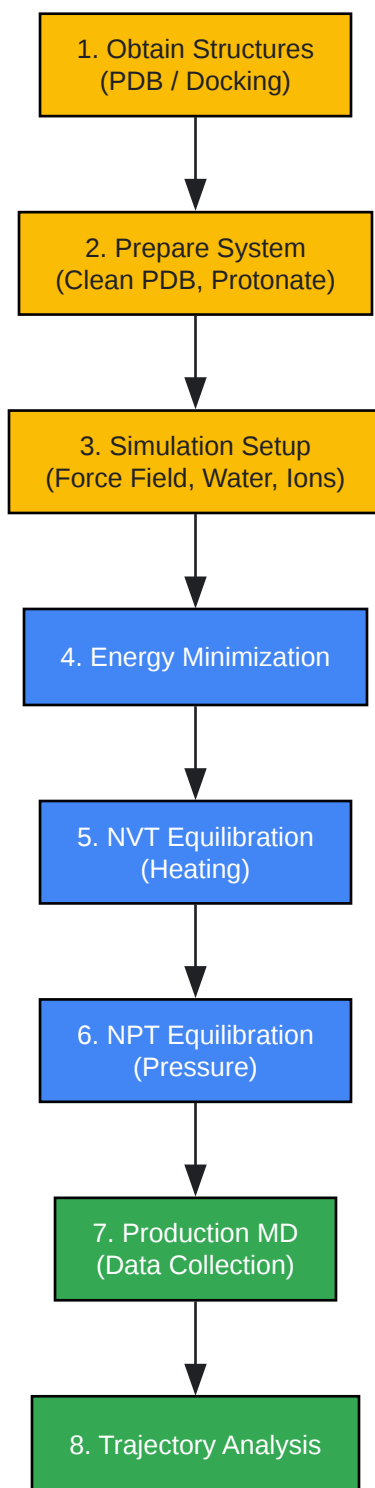 1. Obtain Structures
(PDB / Docking)
2. Prepare System
(Clean PDB, Protonate)
3. Simulation Setup
(Force Field, Water, Ions)
4. Energy Minimization
5. NVT Equilibration
(Heating)
6. NPT Equilibration
(Pressure)
7. Production MD
(Data Collection)
8. Trajectory Analysis